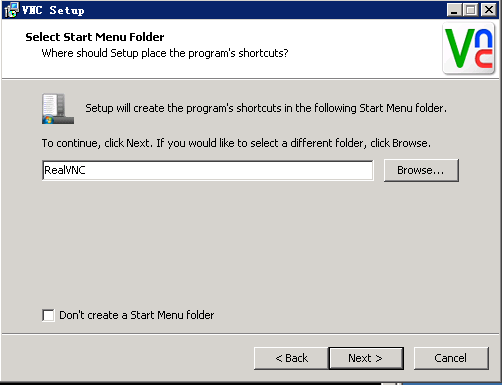 VNC Setup
Select Start Menu Folder
Where should Setup place the program's shortcuts?
Vnc
Setup will create the program's shortcuts in the following Start Menu folder.
To continue, click Next. If you would like to select a different folder, click Browse.
RealVNC
Browse...
Don't create a Start Menu folder
< Back
Next >
Cancel